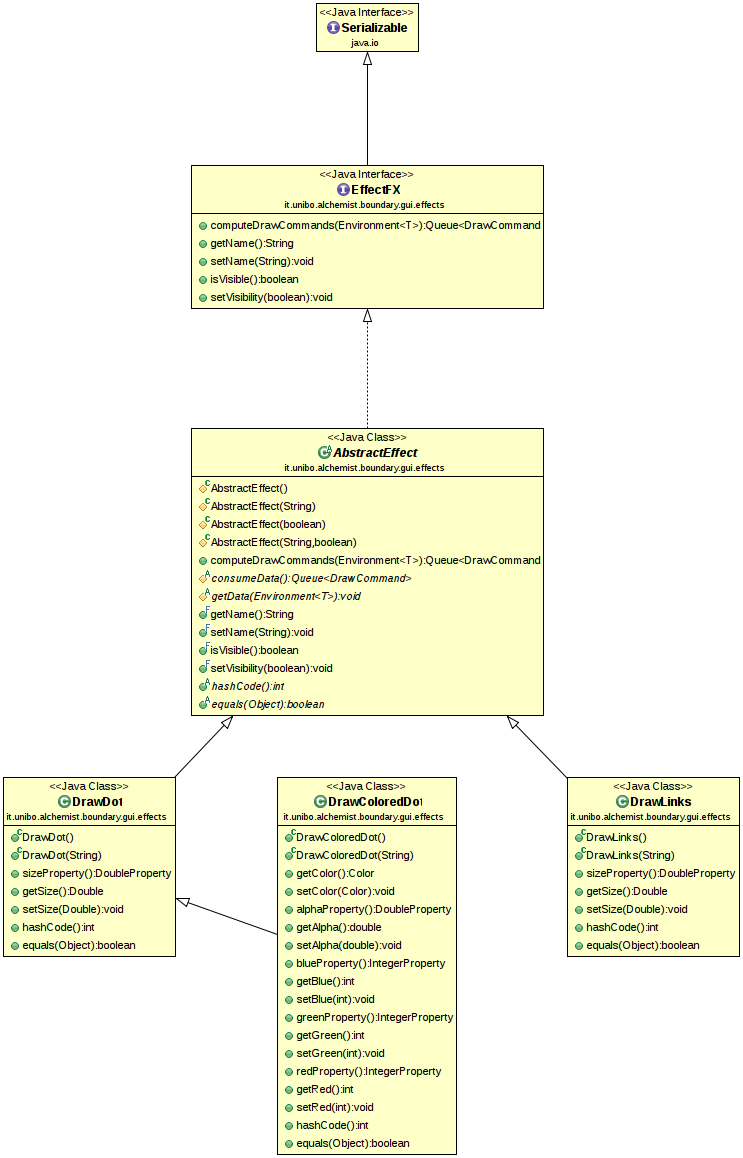 <<Java Interface>>
Serializable
java.io
<<Java Interface>>
EffectFX
it.unibo.alchemist.boundary.gui.effects
computeDrawCommands(Environment<T>):Queue<DrawCommand
getName():String
setName(String):void
isVisible():boolean
setVisibility(boolean):void
<<Java Class>>
AbstractEffect
it.unibo.alchemist.boundary.gui.effects
AbstractEffect()
AbstractEffect(String)
AbstractEffect(boolean)
AbstractEffect(String,boolean)
computeDrawCommands(Environment<T>):Queue<DrawCommand
consumeData():Queue<DrawCommand>
getData(Environment<T>):void
getName():String
setName(String):void
isVisible():boolean
setVisibility(boolean):void
hashCode():int
equals(Object):boolean
<<Java Class>>
DrawDot
it.unibo.alchemist.boundary.gui.effects
DrawDot()
DrawDot(String)
sizeProperty():DoubleProperty
getSize():Double
setSize(Double):void
hashCode():int
equals(Object):boolean
<<Java Class>>
DrawColoredDot
it.unibo.alchemist.boundary.gui.effects
DrawColoredDot()
DrawColoredDot(String)
getColor():Color
setColor(Color):void
alphaProperty():DoubleProperty
getAlpha():double
setAlpha(double):void
blueProperty():IntegerProperty
getBlue():int
setBlue(int):void
greenProperty():IntegerProperty
getGreen():int
setGreen(int):void
redProperty():IntegerProperty
getRed():int
setRed(int):void
hashCode():int
equals(Object):boolean
<<Java Class>>
DrawLinks
it.unibo.alchemist.boundary.gui.effects
DrawLinks()
DrawLinks(String)
sizeProperty():DoubleProperty
getSize():Double
setSize(Double):void
hashCode():int
equals(Object):boolean